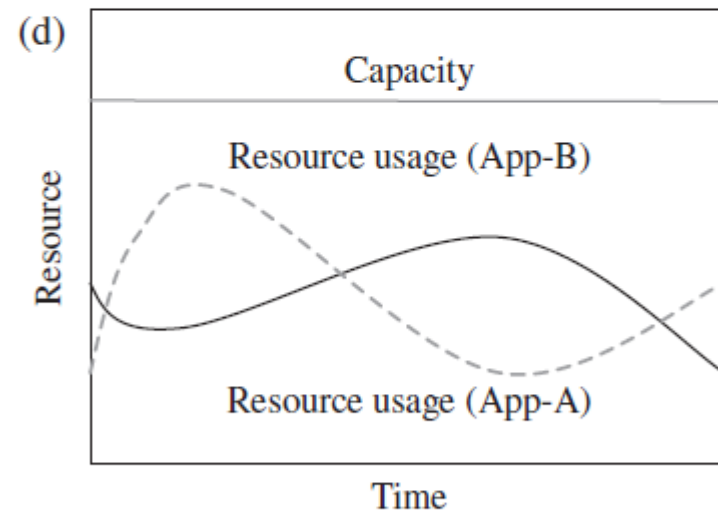 (d)
Capacity
Resource usage (App-B)
Resource
Resource usage (App-A)
Time